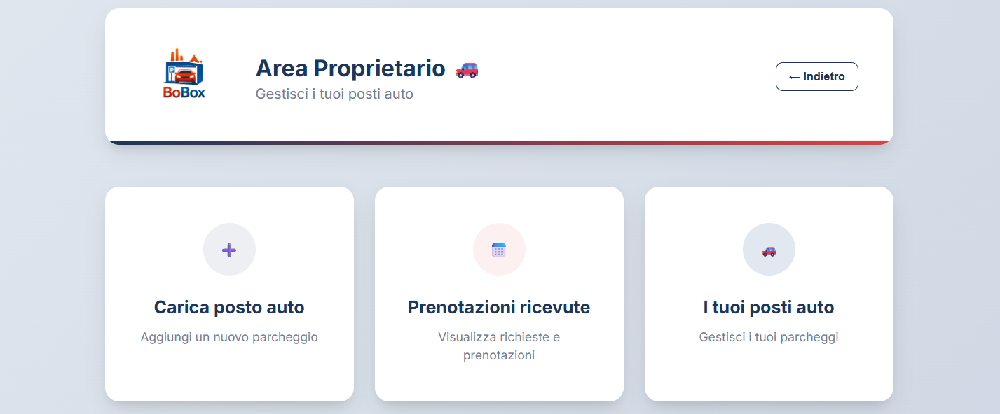 P
BoBox
Area Proprietario
Gestisci i tuoi posti auto
← Indietro
Carica posto auto
Aggiungi un nuovo parcheggio
Prenotazioni ricevute
Visualizza richieste e
prenotazioni
I tuoi posti auto
Gestisci i tuoi parcheggi